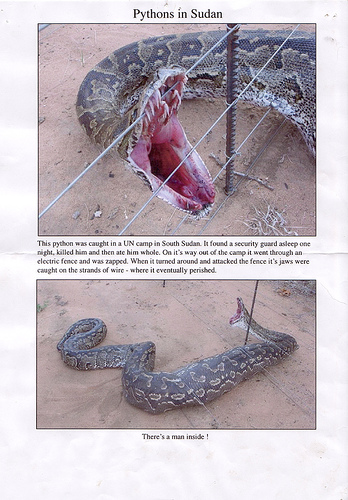 Pythons in Sudan
This python was caught in a UN camp in South Sudan. It found a security guard asleep one
night, killed him and then ate him whole. On it's way out of the camp it went through an
electric fence and was zapped. When it turned around and attacked the fence it's jaws were
caught on the strands of wire - where it eventually perished.
There's a man inside !